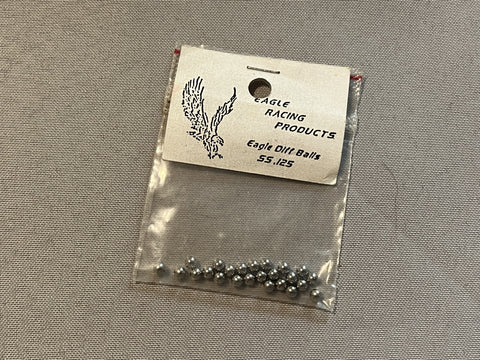 EAGLE
RACING
PRODUCTS.
Eagle Diff Balls
SS .125